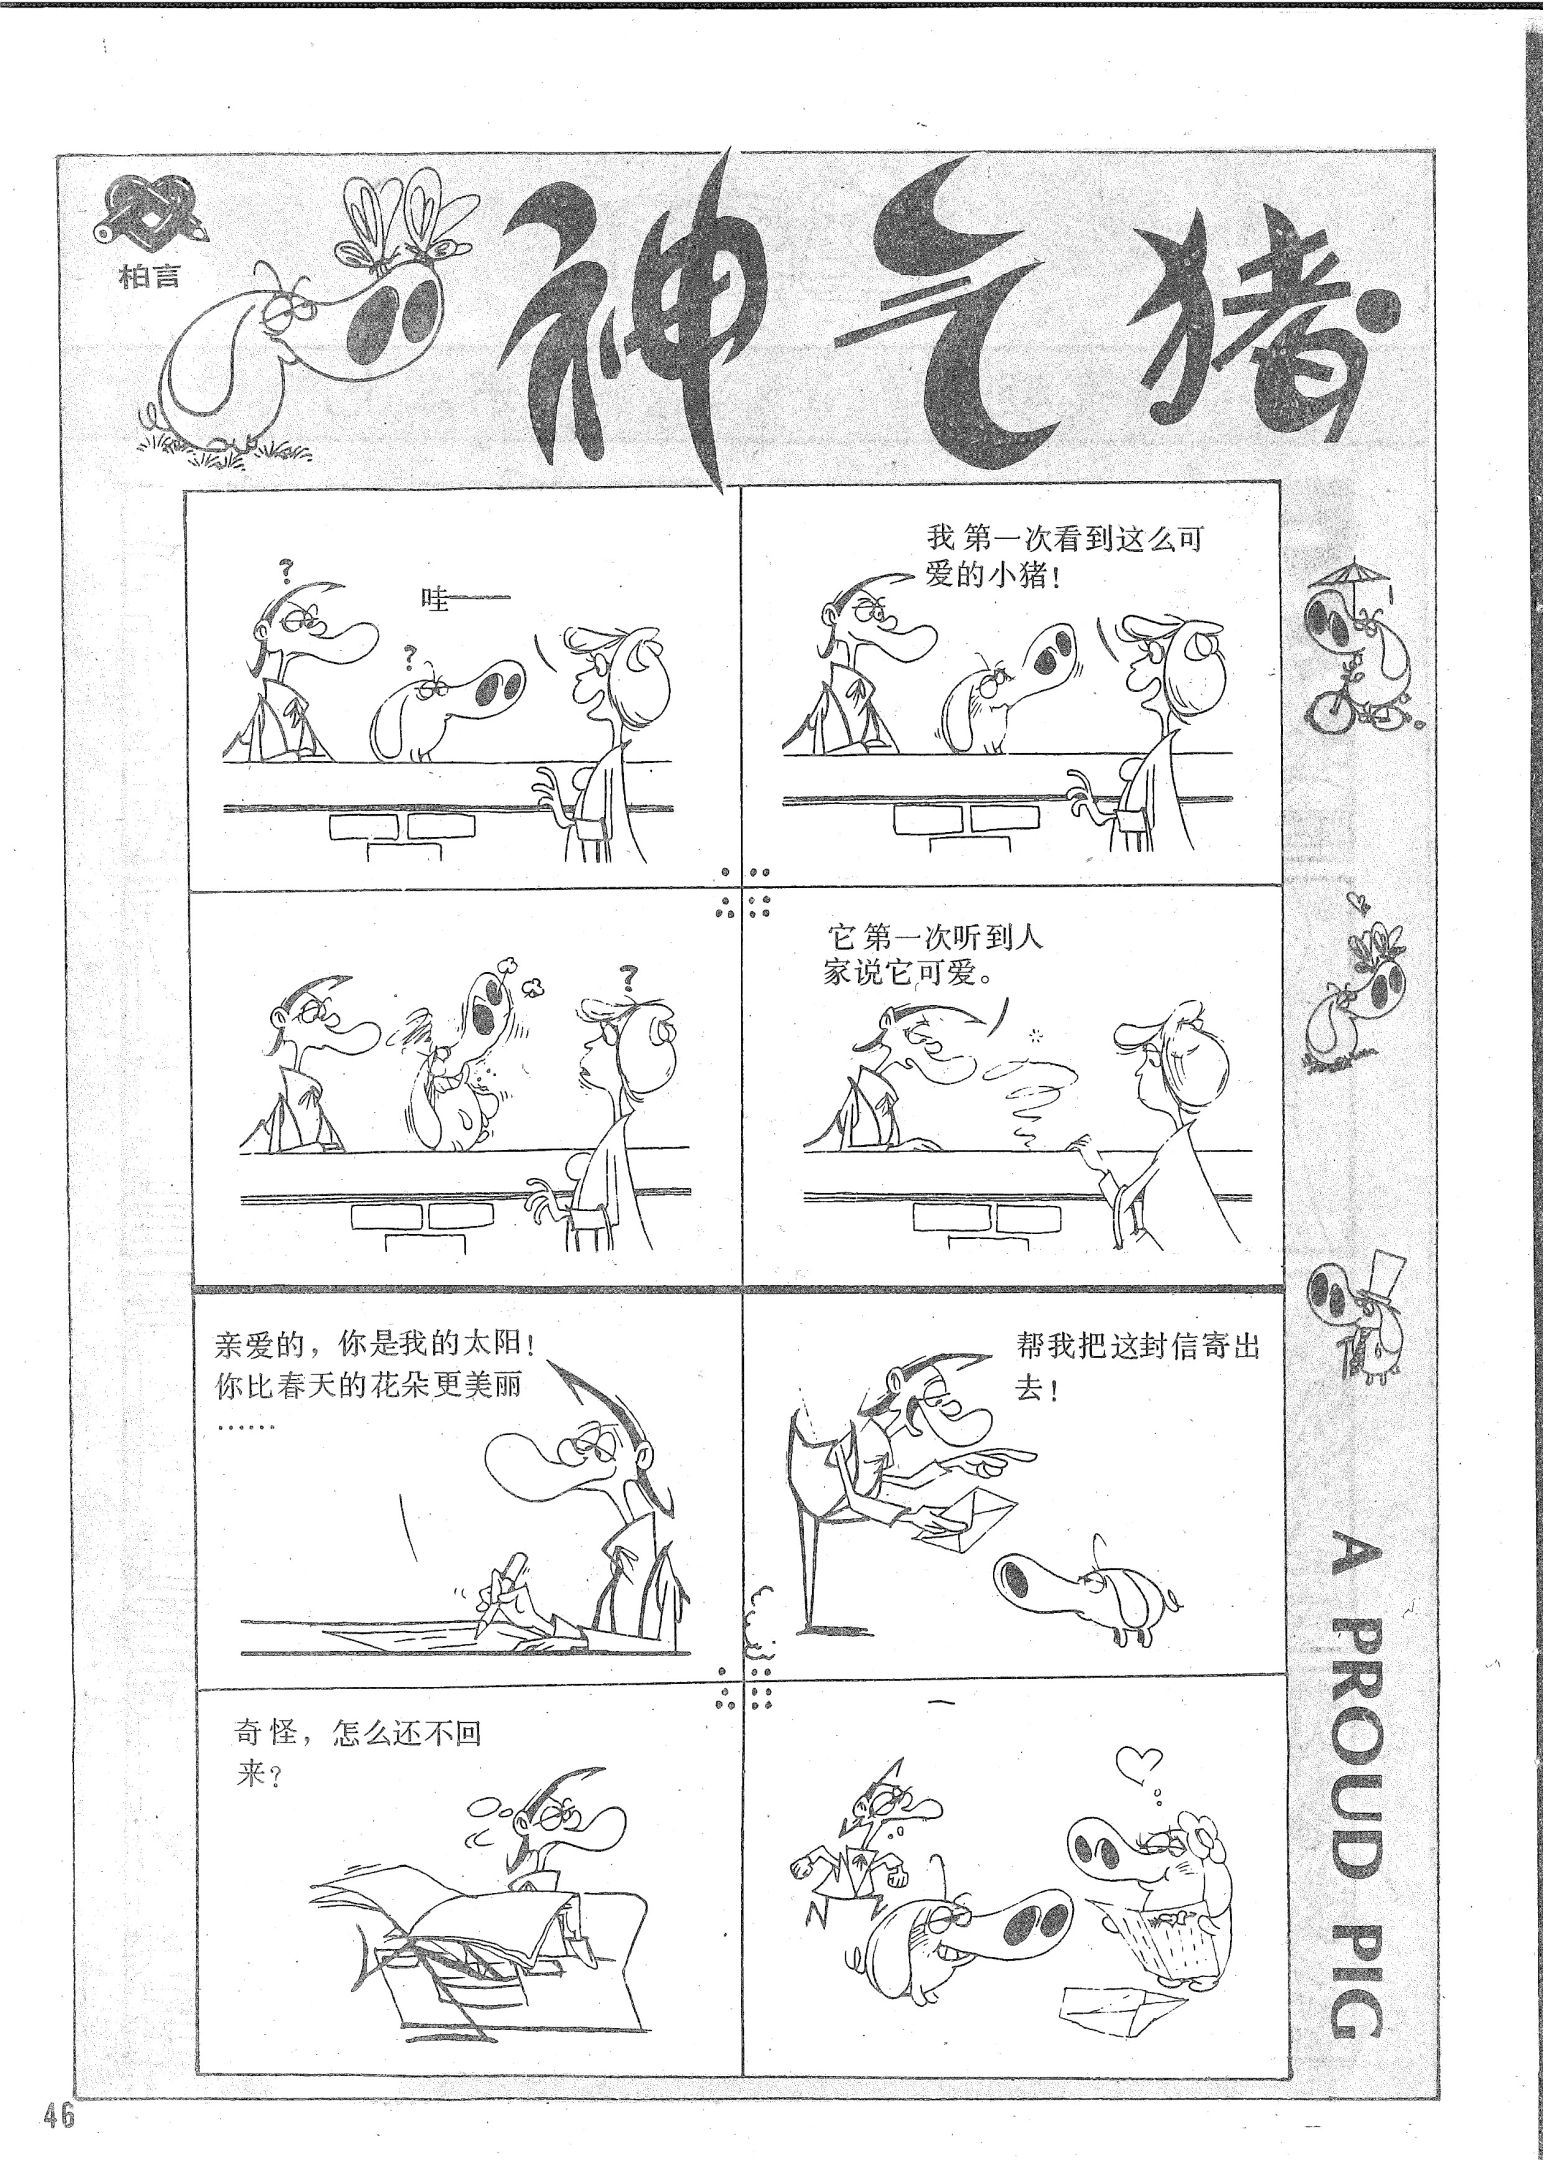 柏言
神气猪
?
?
哇——
我第一次看到这么可
爱的小猪!
?
它第一次听到人
家说它可爱。
亲爱的,你是我的太阳!
你比春天的花朵更美丽
……
帮我把这封信寄出
去!
奇怪,怎么还不回
来?
A PROUD PIG
46